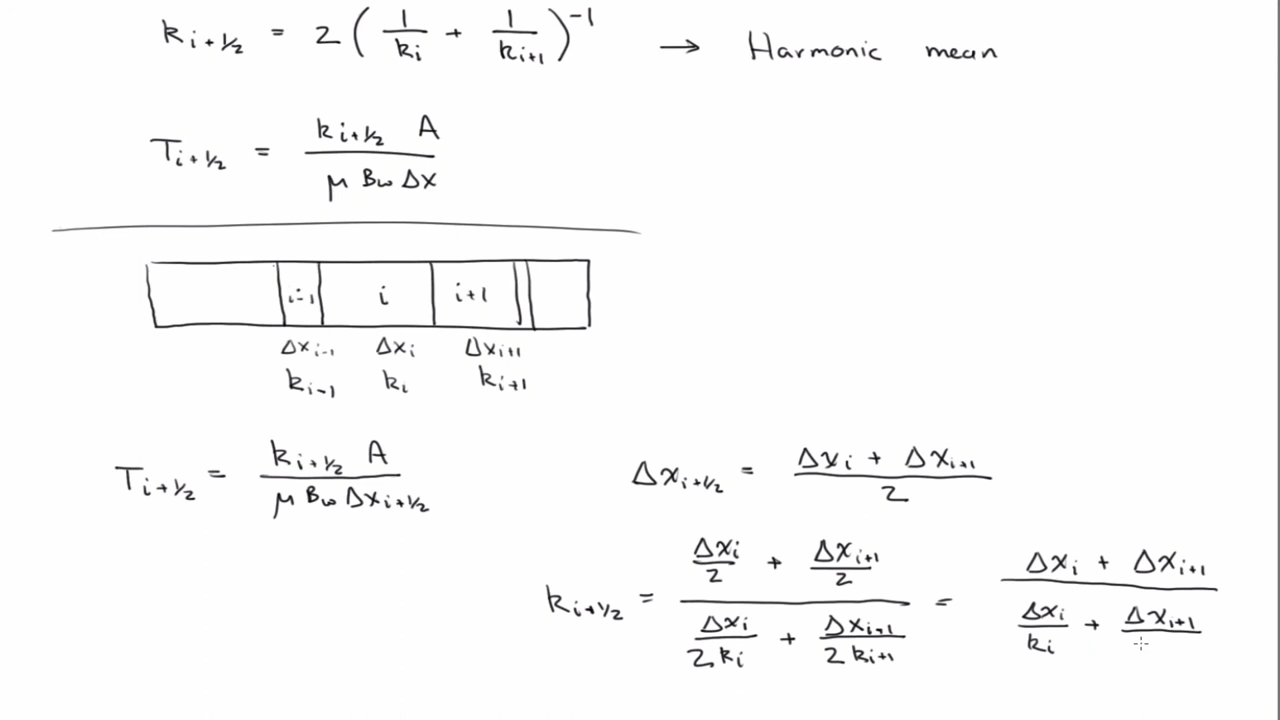 k_{i+1/2} = 2 ( 1/k_i + 1/k_{i+1} )^{-1} → Harmonic mean
T_{i+1/2} = k_{i+1/2} A / μ B_w Δx
i-1 i i+1
Δx_{i-1} Δx_i Δx_{i+1}
k_{i-1} k_i k_{i+1}
T_{i+1/2} = k_{i+1/2} A / μ B_w Δx_{i+1/2}
Δx_{i+1/2} = (Δx_i + Δx_{i+1}) / 2
k_{i+1/2} = (Δx_i/2 + Δx_{i+1}/2) / (Δx_i/2k_i + Δx_{i+1}/2k_{i+1}) = (Δx_i + Δx_{i+1}) / (Δx_i/k_i + Δx_{i+1}/ )